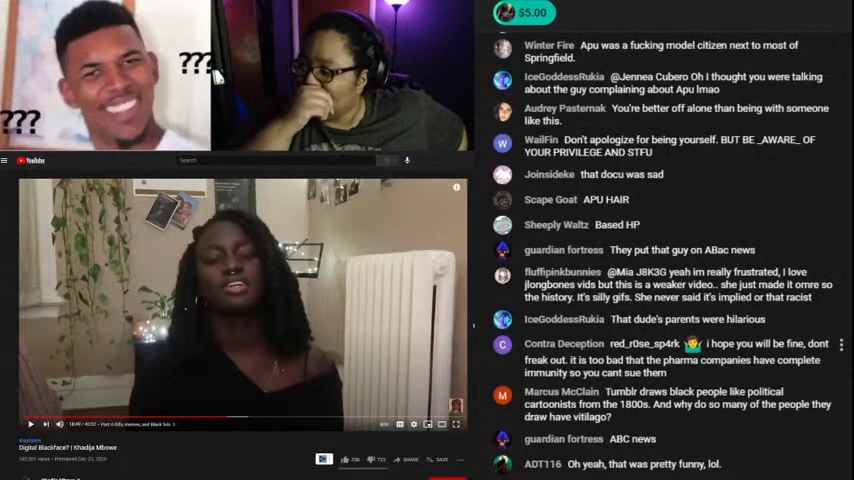 $5.00
???
???
Winter Fire Apu was a fucking model citizen next to most of
Springfield.
IceGoddessRukia @Jennea Cubero Oh I thought you were talking
about the guy complaining about Apu lmao
Audrey Pasternak You're better off alone than being with someone
like this.
W WailFin Don't apologize for being yourself. BUT BE _AWARE_ OF
YOUR PRIVILEGE AND STFU
Joinsideke that docu was sad
Scape Goat APU HAIR
Sheeply Waltz Based HP
guardian fortress They put that guy on ABac news
fluffipinkbunnies @Mia J8K3G yeah im really frustrated, I love
jlongbones vids but this is a weaker video.. she just made it omre so
the history. It's silly gifs. She never said it's implied or that racist
IceGoddessRukia That dude's parents were hilarious
C Contra Deception red_r0se_sp4rk i hope you will be fine, dont
freak out. it is too bad that the pharma companies have complete
immunity so you cant sue them
M Marcus McClain Tumblr draws black people like political
cartoonists from the 1800s. And why do so many of the people they
draw have vitilago?
guardian fortress ABC news
ADT116 Oh yeah, that was pretty funny, lol.
YouTube
Search
Digital Blackface? | Khadija Mbowe
SHARE
SAVE